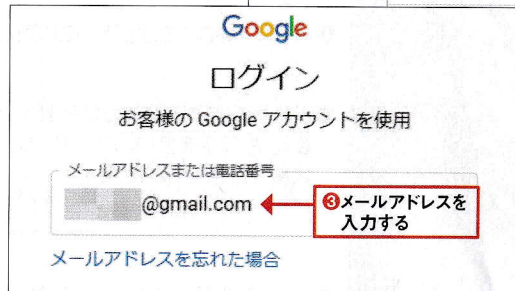 Google
ログイン
お客様の Google アカウントを使用
メールアドレスまたは電話番号
@gmail.com
❸メールアドレスを
入力する
メールアドレスを忘れた場合